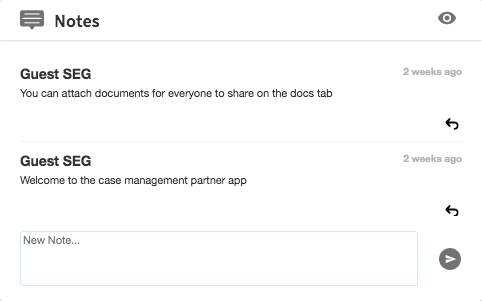 Notes
Guest SEG
2 weeks ago
You can attach documents for everyone to share on the docs tab
Guest SEG
2 weeks ago
Welcome to the case management partner app
New Note...